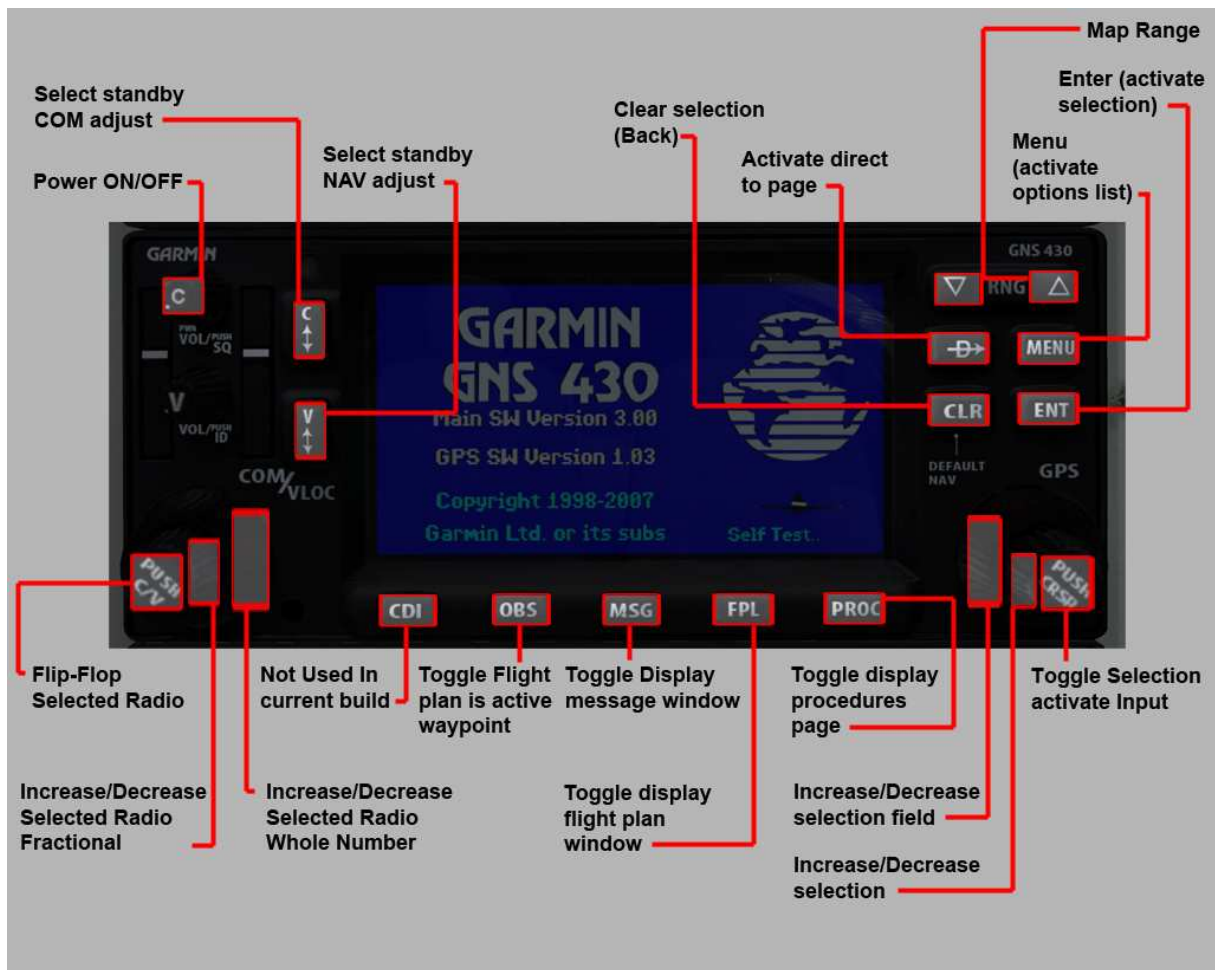 Map Range
Enter (activate
selection)
Select standby
COM adjust
Clear selection
(Back)
Menu
(activate
options list)
Select standby
NAV adjust
Activate direct
to page
Power ON/OFF
GARMIN
GNS 430
.C
PWR
VOL/PUSH
SQ
C
RNG
D
MENU
GARMIN
GNS 430
Main SW Version 3.00
GPS SW Version 1.03
Copyright 1998-2007
Garmin Ltd. or its subs
Self Test..
.V
VOL/PUSH
ID
V
CLR
ENT
DEFAULT
NAV
GPS
COM/VLOC
PUSH
C/V
PUSH
CRSR
CDI
OBS
MSG
FPL
PROC
Flip-Flop
Selected Radio
Not Used In
current build
Toggle Flight
plan is active
waypoint
Toggle Display
message window
Toggle display
procedures
page
Toggle Selection
activate Input
Increase/Decrease
Selected Radio
Fractional
Increase/Decrease
Selected Radio
Whole Number
Toggle display
flight plan
window
Increase/Decrease
selection field
Increase/Decrease
selection